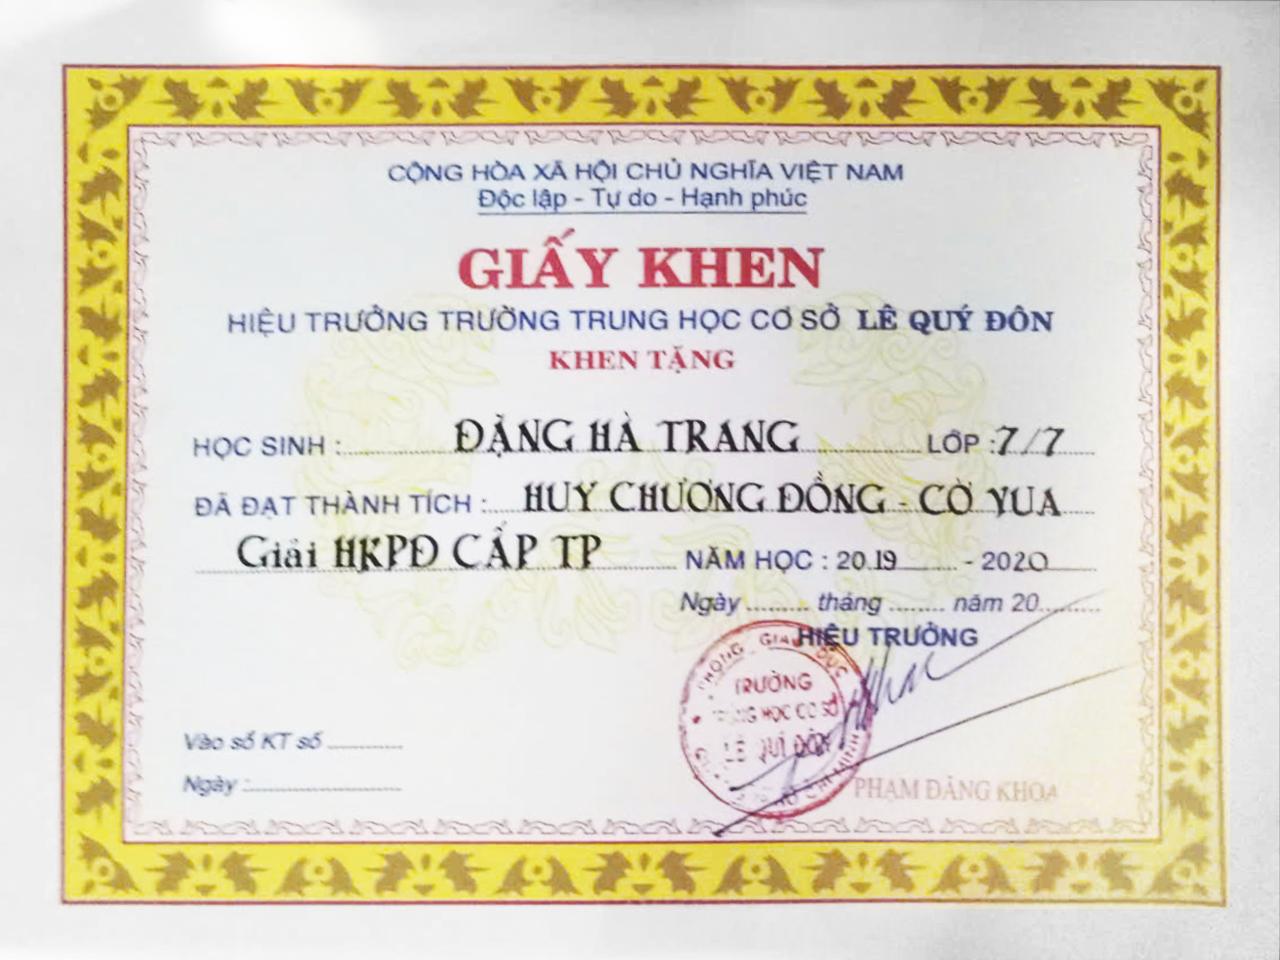 CỘNG HÒA XÃ HỘI CHỦ NGHĨA VIỆT NAM
Độc lập - Tự do - Hạnh phúc
GIẤY KHEN
HIỆU TRƯỞNG TRƯỜNG TRUNG HỌC CƠ SỞ LÊ QUÝ ĐÔN
KHEN TẶNG
HỌC SINH : ĐẶNG HÀ TRANG LỚP : 7/7
ĐÃ ĐẠT THÀNH TÍCH : HUY CHƯƠNG ĐỒNG - CỜ VUA
Giải HKPĐ CẤP TP NĂM HỌC : 2019 - 2020
Ngày ........ tháng ........ năm 20........
HIỆU TRƯỞNG
PHÒNG GIÁO DỤC
TRƯỜNG
TRUNG HỌC CƠ SỞ
LÊ QUÍ ĐÔN
HỒ CHÍ MINH
Vào sổ KT số ..........
PHẠM ĐĂNG KHOA
Ngày : ....................